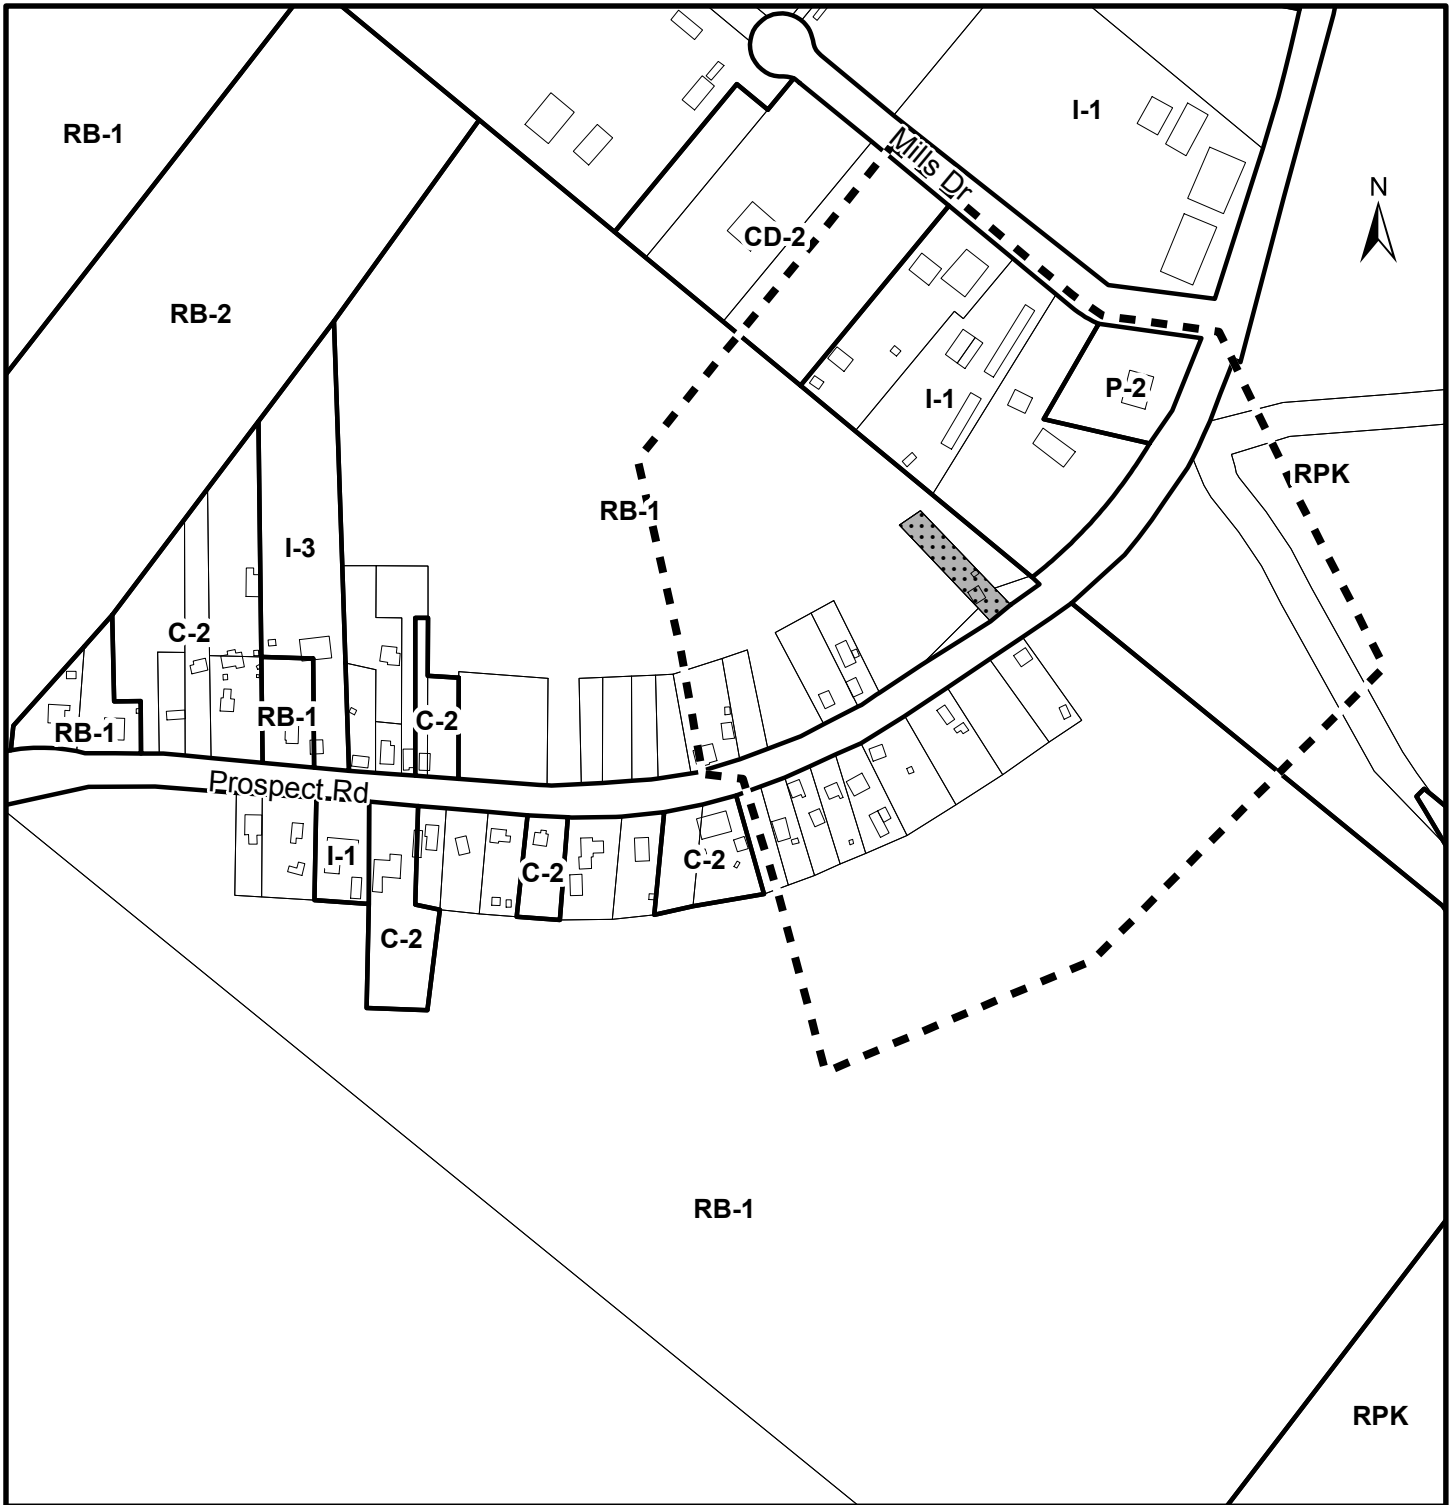 I-1
RB-1
Mills Dr
N
CD-2
RB-2
P-2
I-1
RPK
RB-1
I-3
C-2
RB-1
C-2
RB-1
Prospect Rd
I-1
C-2
C-2
C-2
RB-1
RPK